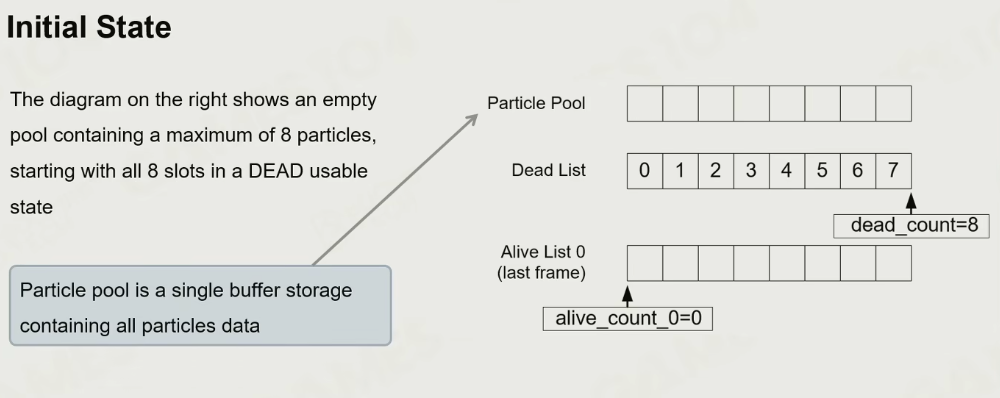 Initial State
The diagram on the right shows an empty
pool containing a maximum of 8 particles,
starting with all 8 slots in a DEAD usable
state
Particle pool is a single buffer storage
containing all particles data
Particle Pool
Dead List
0 1 2 3 4 5 6 7
dead_count=8
Alive List 0
(last frame)
alive_count_0=0